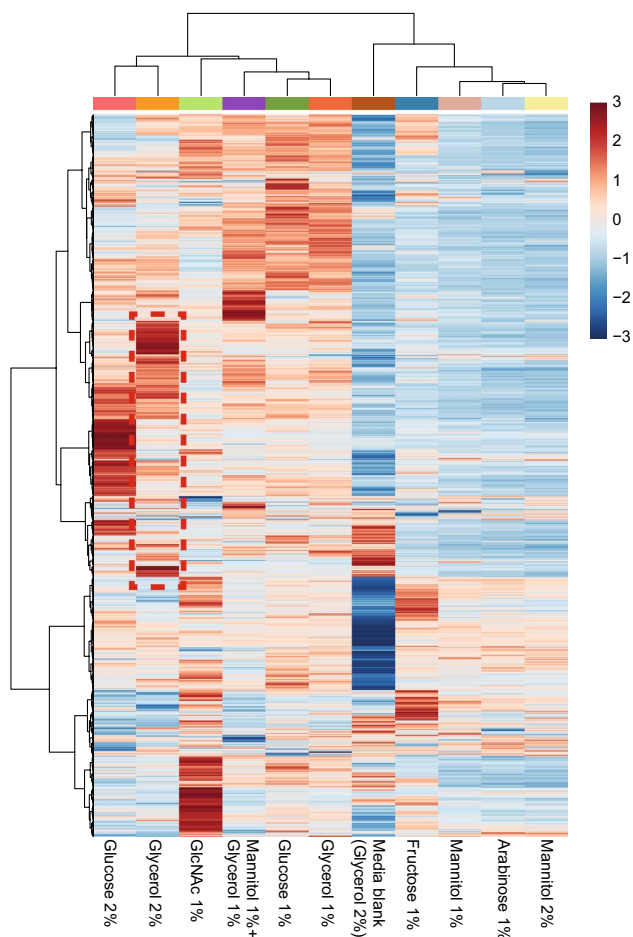 3
2
1
0
−1
−2
−3
Glucose 2%
Glycerol 2%
GlcNAc 1%
Mannitol 1%+
Glycerol 1%
Glucose 1%
Glycerol 1%
Media blank
(Glycerol 2%)
Fructose 1%
Mannitol 1%
Arabinose 1%
Mannitol 2%